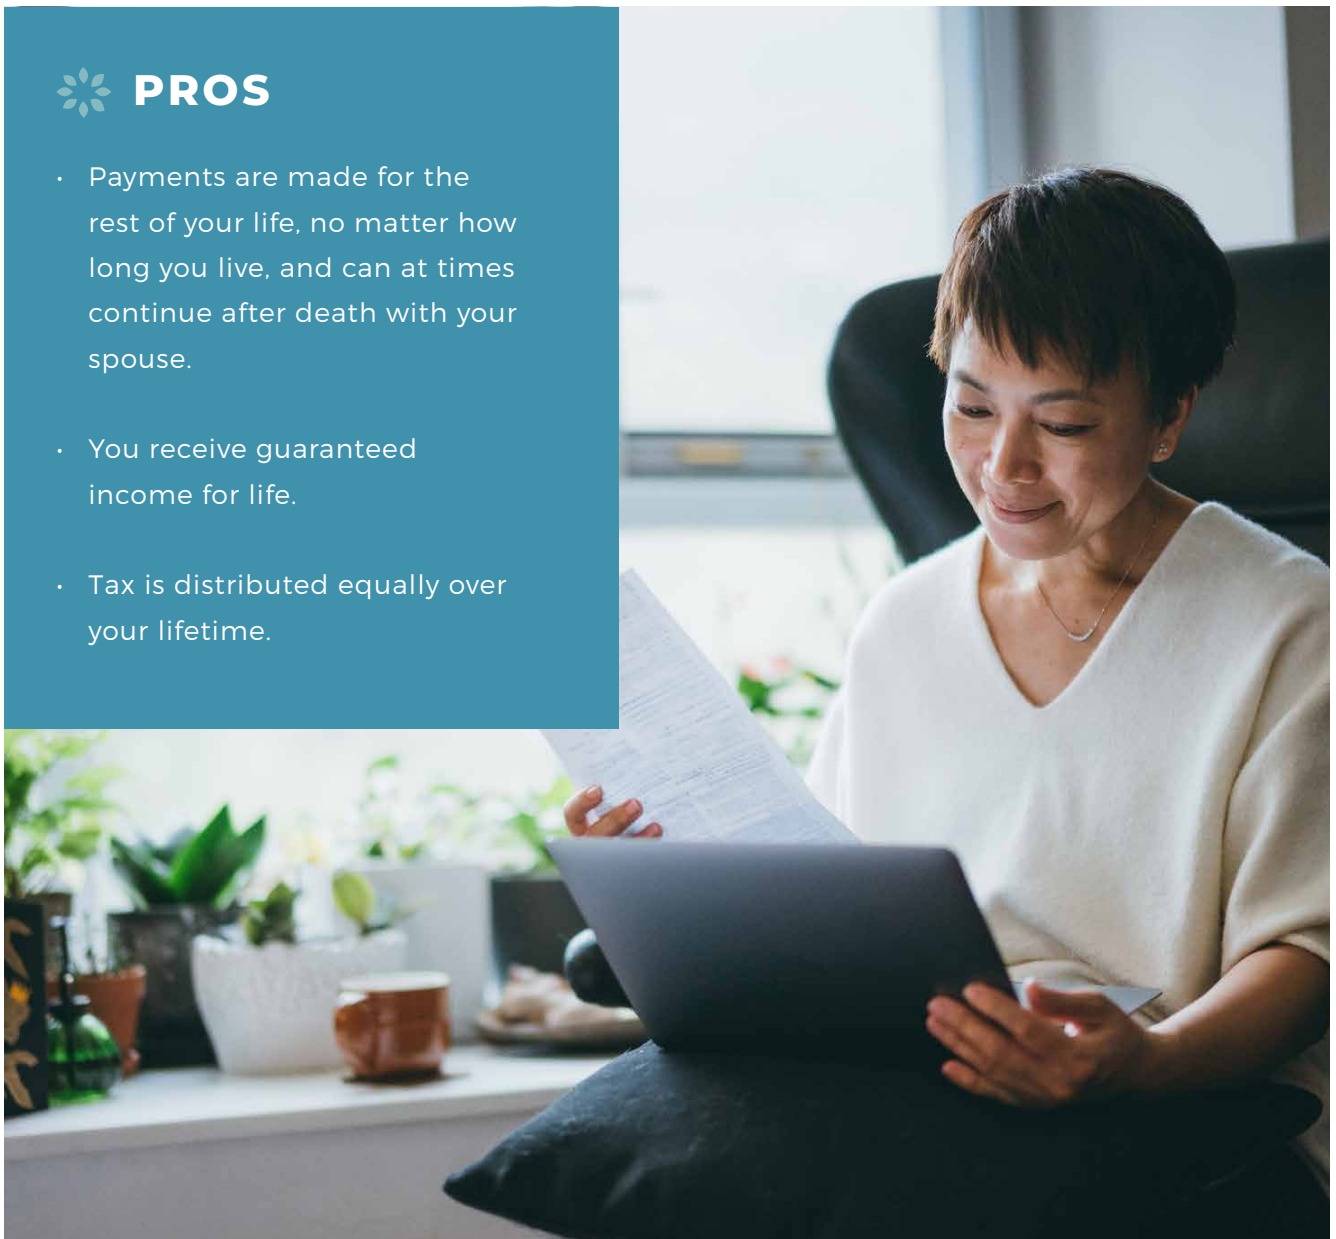 PROS
• Payments are made for the
rest of your life, no matter how
long you live, and can at times
continue after death with your
spouse.
• You receive guaranteed
income for life.
• Tax is distributed equally over
your lifetime.